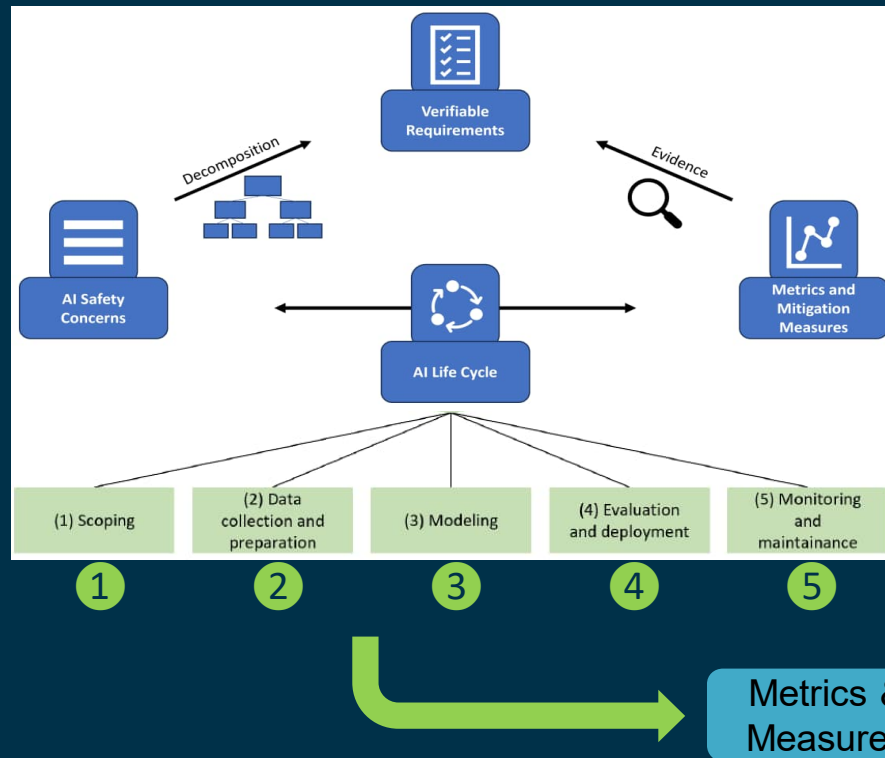 Verifiable
Requirements
Decomposition
Evidence
AI Safety
Concerns
Metrics and
Mitigation
Measures
AI Life Cycle
(1) Scoping
(2) Data
collection and
preparation
(3) Modeling
(4) Evaluation
and deployment
(5) Monitoring
and
maintainance
1
2
3
4
5
Metrics &
Measure